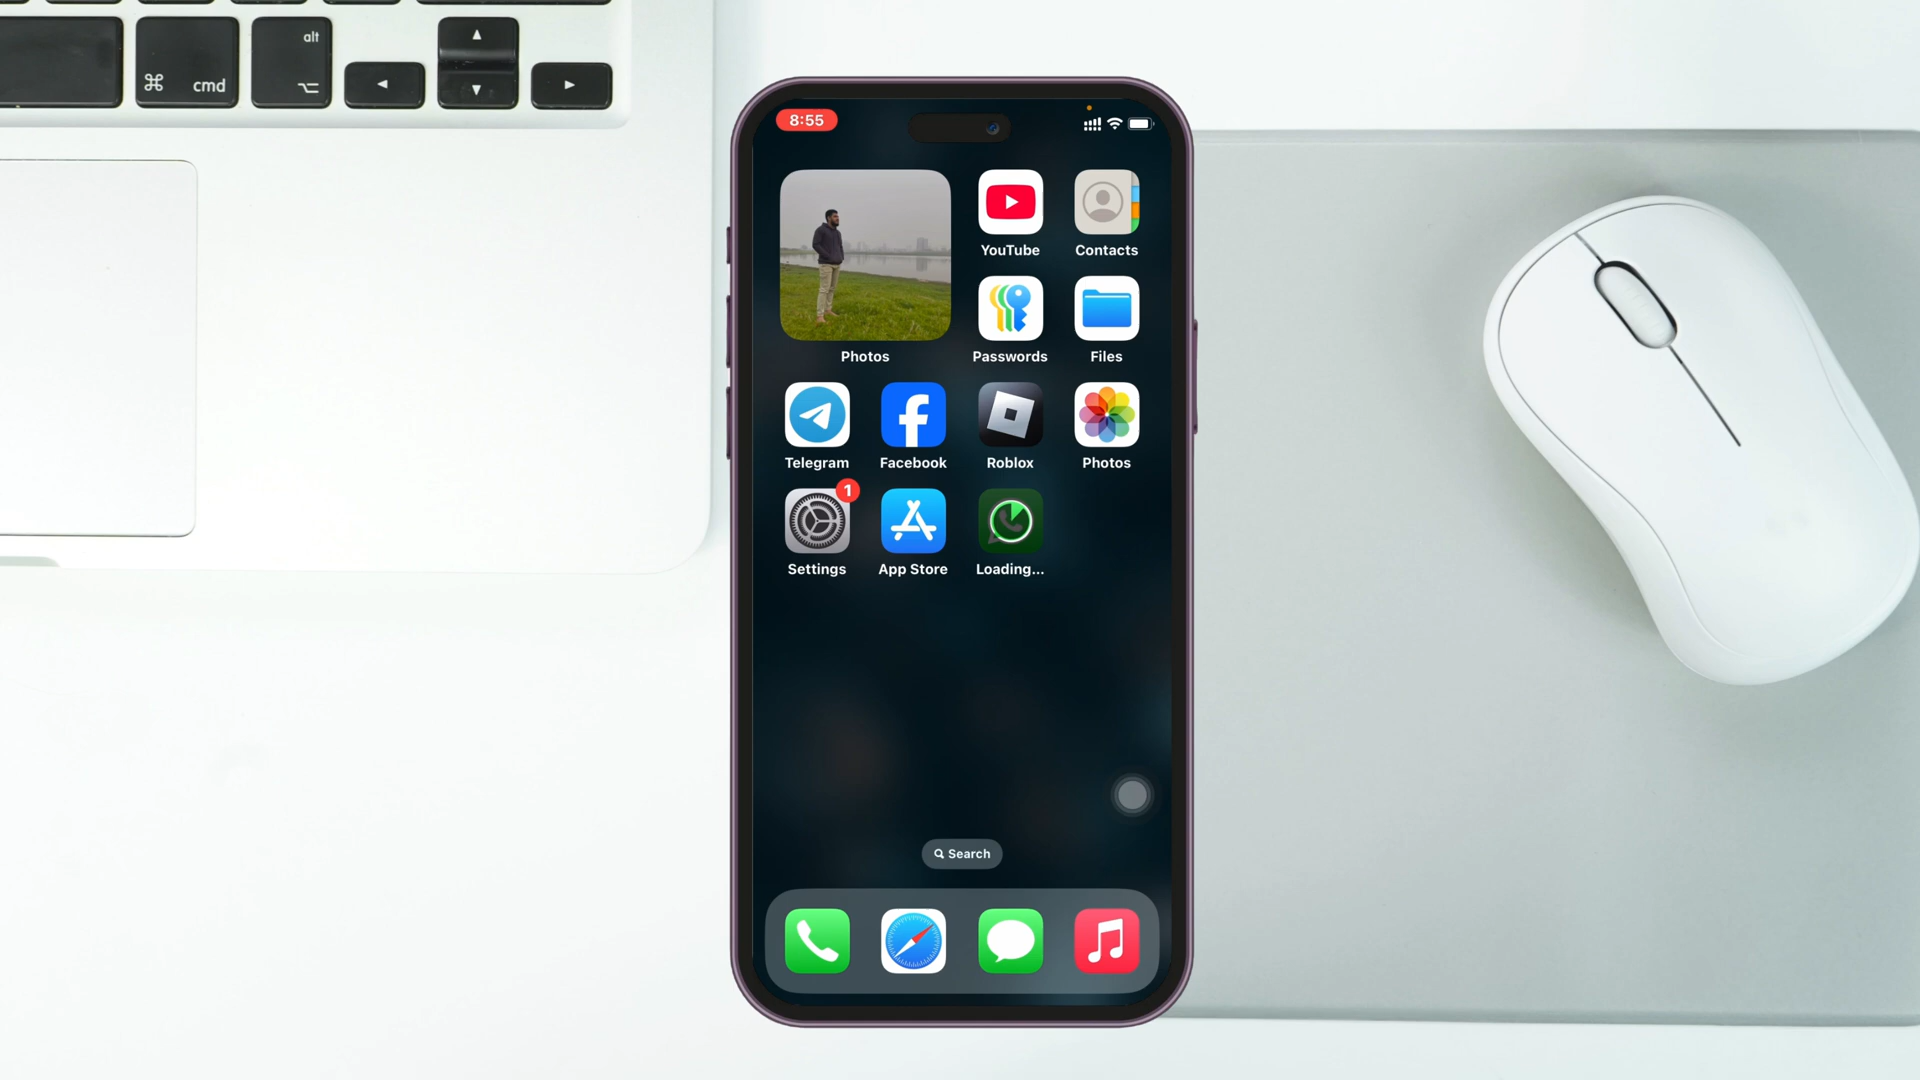 alt
cmd
8:55
YouTube
Contacts
Photos
Passwords
Files
Telegram
Facebook
Roblox
Photos
1
Settings
App Store
Loading...
Search